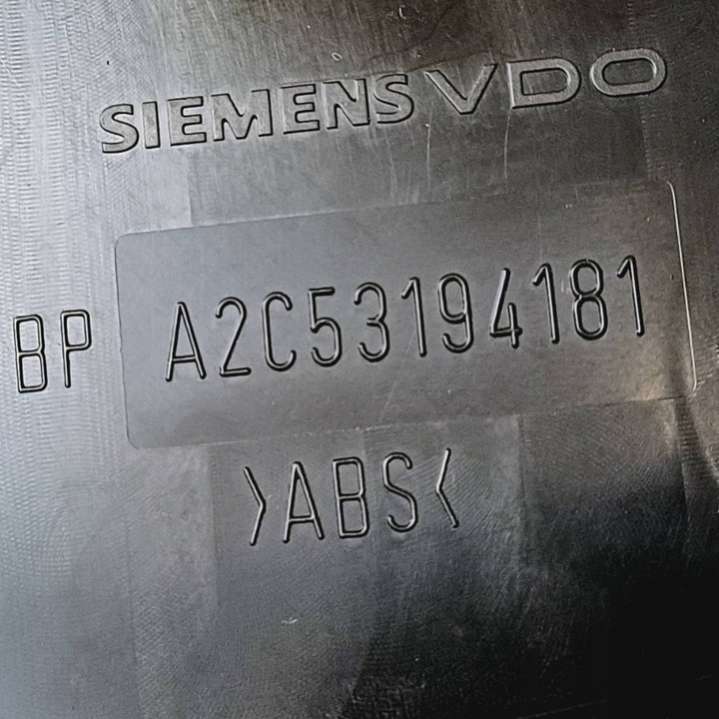 SIEMENS VDO
BP A2C53194181
>ABS<